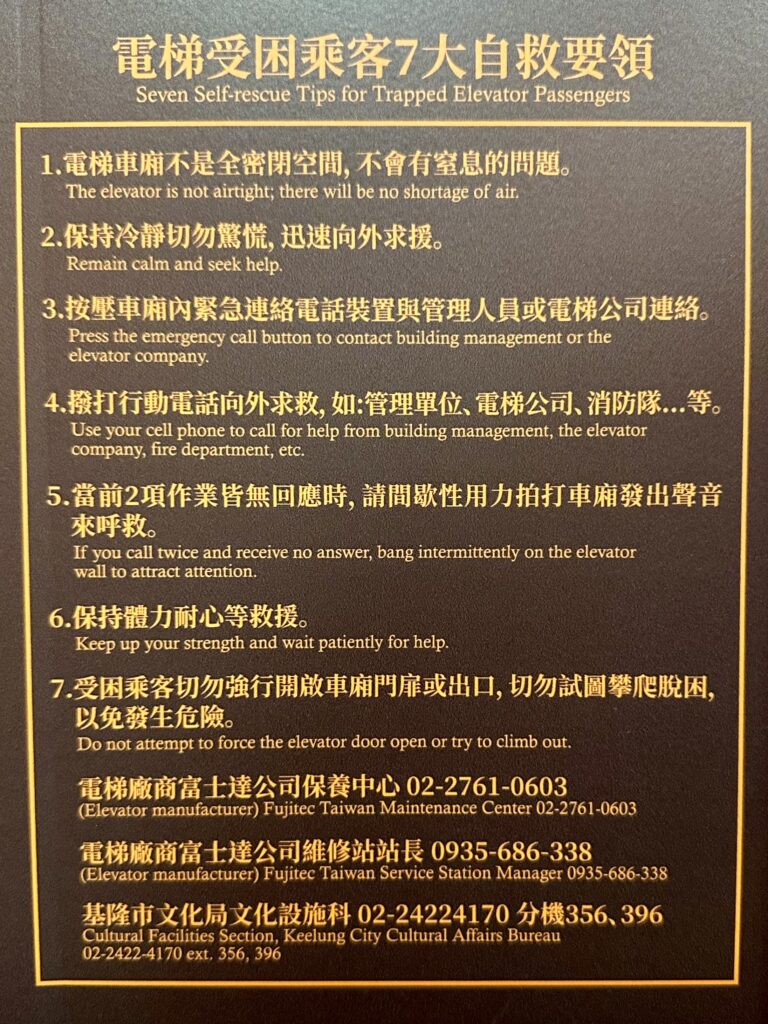 電梯受困乘客7大自救要領
Seven Self-rescue Tips for Trapped Elevator Passengers
1.電梯車廂不是全密閉空間, 不會有窒息的問題。
The elevator is not airtight; there will be no shortage of air.
2.保持冷靜切勿驚慌, 迅速向外求援。
Remain calm and seek help.
3.按壓車廂內緊急連絡電話裝置與管理人員或電梯公司連絡。
Press the emergency call button to contact building management or the
elevator company.
4.撥打行動電話向外求救, 如:管理單位、電梯公司、消防隊...等。
Use your cell phone to call for help from building management, the elevator
company, fire department, etc.
5.當前2項作業皆無回應時, 請間歇性用力拍打車廂發出聲音
來呼救。
If you call twice and receive no answer, bang intermittently on the elevator
wall to attract attention.
6.保持體力耐心等救援。
Keep up your strength and wait patiently for help.
7.受困乘客切勿強行開啟車廂門扉或出口, 切勿試圖攀爬脫困,
以免發生危險。
Do not attempt to force the elevator door open or try to climb out.
電梯廠商富士達公司保養中心 02-2761-0603
(Elevator manufacturer) Fujitec Taiwan Maintenance Center 02-2761-0603
電梯廠商富士達公司維修站站長 0935-686-338
(Elevator manufacturer) Fujitec Taiwan Service Station Manager 0935-686-338
基隆市文化局文化設施科 02-24224170 分機356、396
Cultural Facilities Section, Keelung City Cultural Affairs Bureau
02-2422-4170 ext. 356, 396